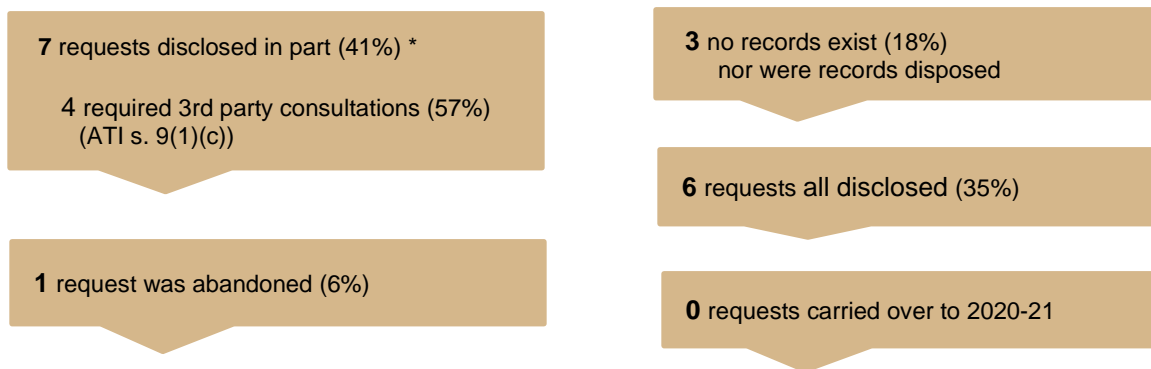 7 requests disclosed in part (41%) *
4 required 3rd party consultations (57%)
(ATI s. 9(1)(c))
1 request was abandoned (6%)
3 no records exist (18%)
nor were records disposed
6 requests all disclosed (35%)
0 requests carried over to 2020-21